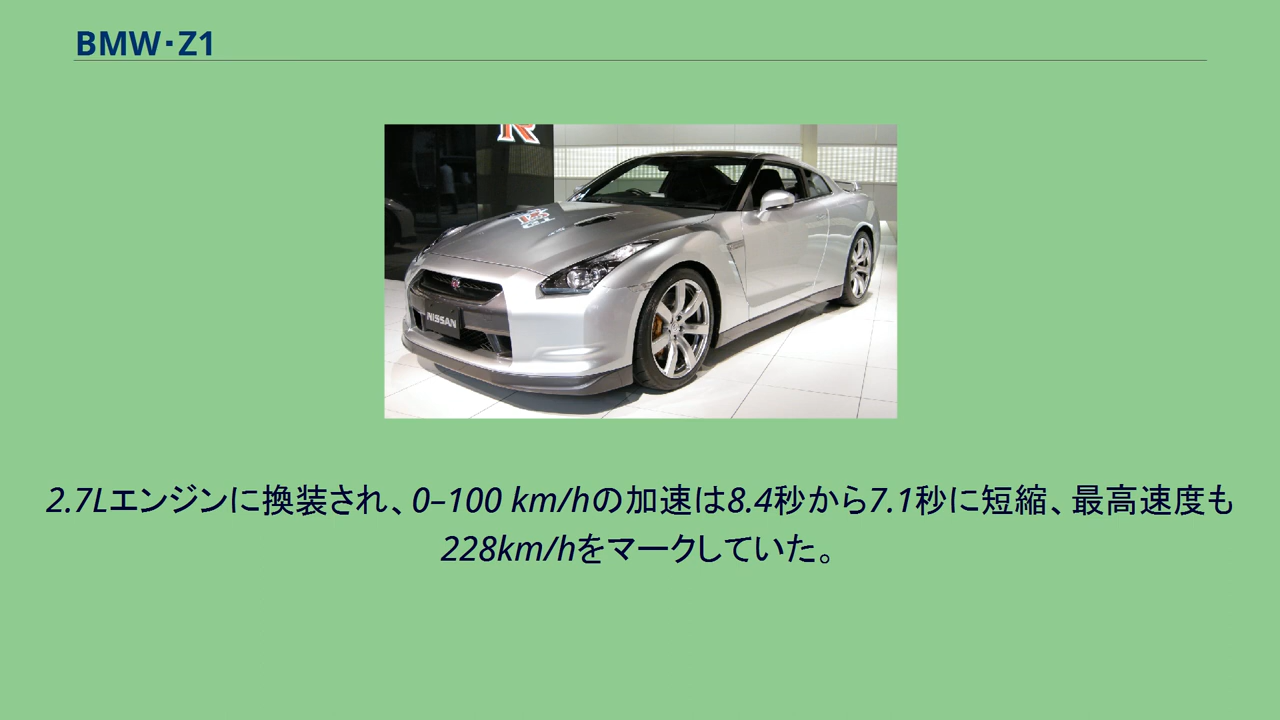 BMW・Z1
R
NISSAN
2.7Lエンジンに換装され、0–100 km/hの加速は8.4秒から7.1秒に短縮、最高速度も
228km/hをマークしていた。